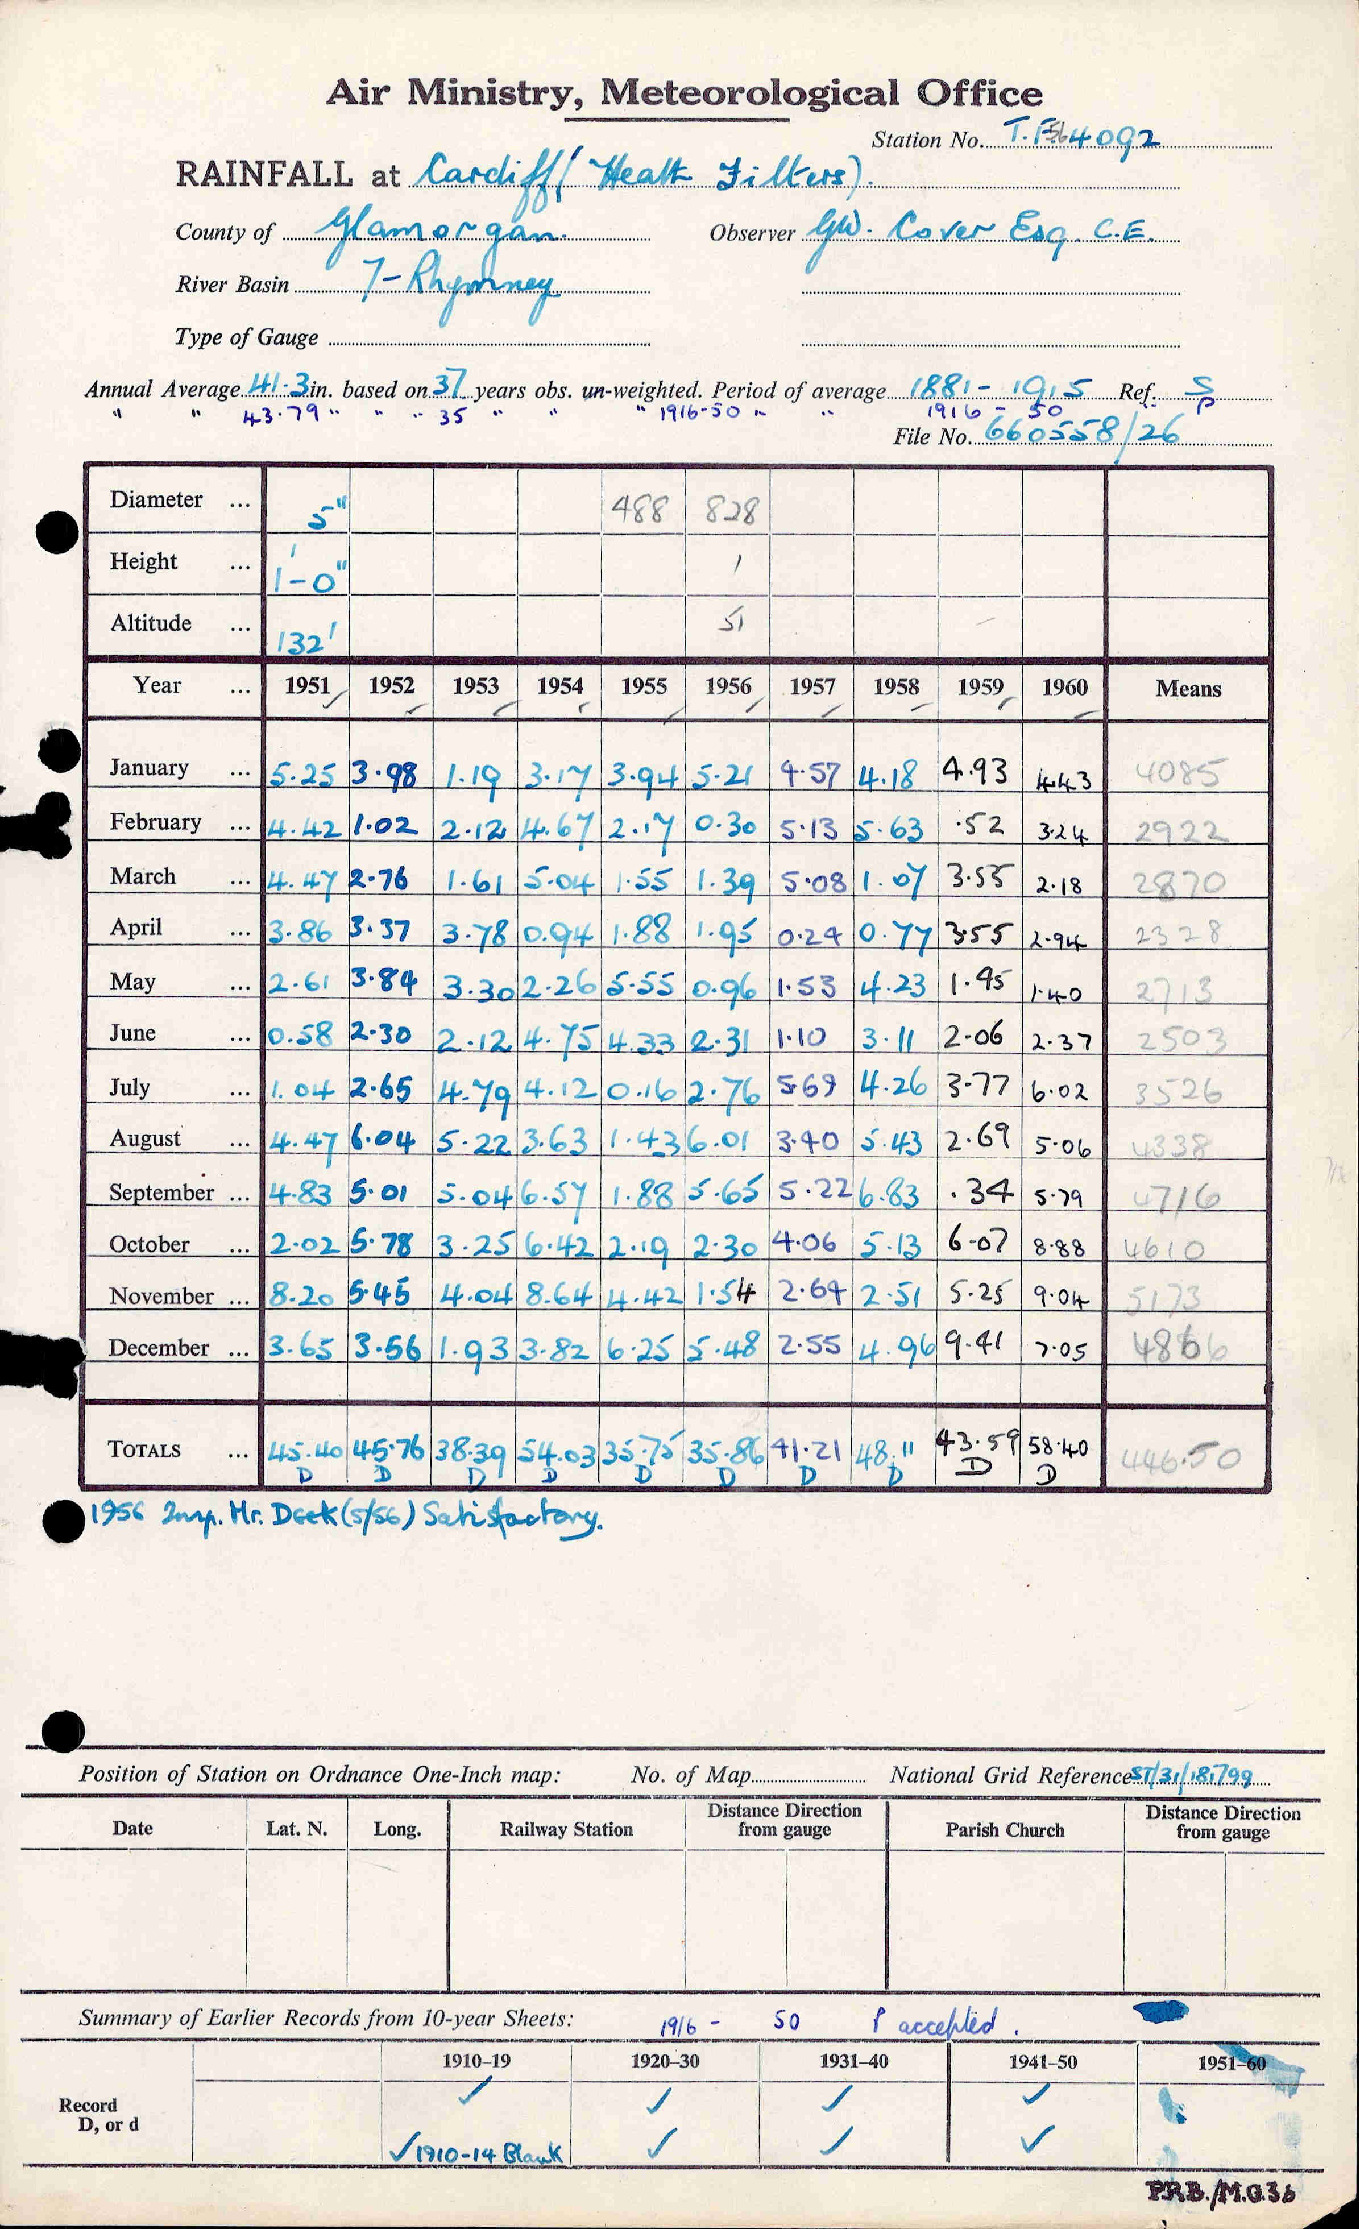 Air Ministry, Meteorological Office
Station No. T.F. 4092
RAINFALL at Cardiff (Heath Filters).
County of Glamorgan. Observer G.W. Cover Esq. C.E.
River Basin 7-Rhymney
Type of Gauge
Annual Average 41.3 in. based on 37 years obs. un-weighted. Period of average 1881 - 1915 Ref. S
" " 43.79 " " " 35 " " " 1916-50 " " 1916 - 50 P
File No. 660558/26
Diameter ... 5" 488 828
Height ... 1'-0" 1
Altitude ... 132' 51
Year ... 1951 1952 1953 1954 1955 1956 1957 1958 1959 1960 Means
January ... 5.25 3.98 1.19 3.17 3.94 5.21 4.57 4.18 4.93 4.43 4085
February ... 4.42 1.02 2.12 4.67 2.17 0.30 5.13 5.63 .52 3.24 2922
March ... 4.47 2.76 1.61 5.04 1.55 1.39 5.08 1.07 3.55 2.18 2870
April ... 3.86 3.37 3.78 0.94 1.88 1.95 0.24 0.77 3.55 2.94 2328
May ... 2.61 3.84 3.30 2.26 5.55 0.96 1.53 4.23 1.45 1.40 2713
June ... 0.58 2.30 2.12 4.75 4.33 2.31 1.10 3.11 2.06 2.37 2503
July ... 1.04 2.65 4.79 4.12 0.16 2.76 5.69 4.26 3.77 6.02 3526
August ... 4.47 6.04 5.22 3.63 1.43 6.01 3.40 5.43 2.69 5.06 4338
September ... 4.83 5.01 5.04 6.57 1.88 5.65 5.22 6.83 .34 5.79 4716
October ... 2.02 5.78 3.25 6.42 2.19 2.30 4.06 5.13 6.07 8.88 4610
November ... 8.20 5.45 4.04 8.64 4.42 1.54 2.64 2.51 5.25 9.04 5173
December ... 3.65 3.56 1.93 3.82 6.25 5.48 2.55 4.96 9.41 7.05 4866
TOTALS ... 45.40 45.76 38.39 54.03 35.75 35.86 41.21 48.11 43.59 58.40 446.50
D D D D D D D D D D
1956 Insp. Mr. Deek (5/56) Satisfactory.
Position of Station on Ordnance One-Inch map: No. of Map National Grid Reference ST/31/181799
Date Lat. N. Long. Railway Station Distance Direction from gauge Parish Church Distance Direction from gauge
Summary of Earlier Records from 10-year Sheets: 1916 - 50 P accepted.
1910–19 1920–30 1931–40 1941–50 1951–60
Record ✓ ✓ ✓ ✓
D, or d ✓ 1910-14 Blank ✓ ✓ ✓
P.R.B./M.O.36